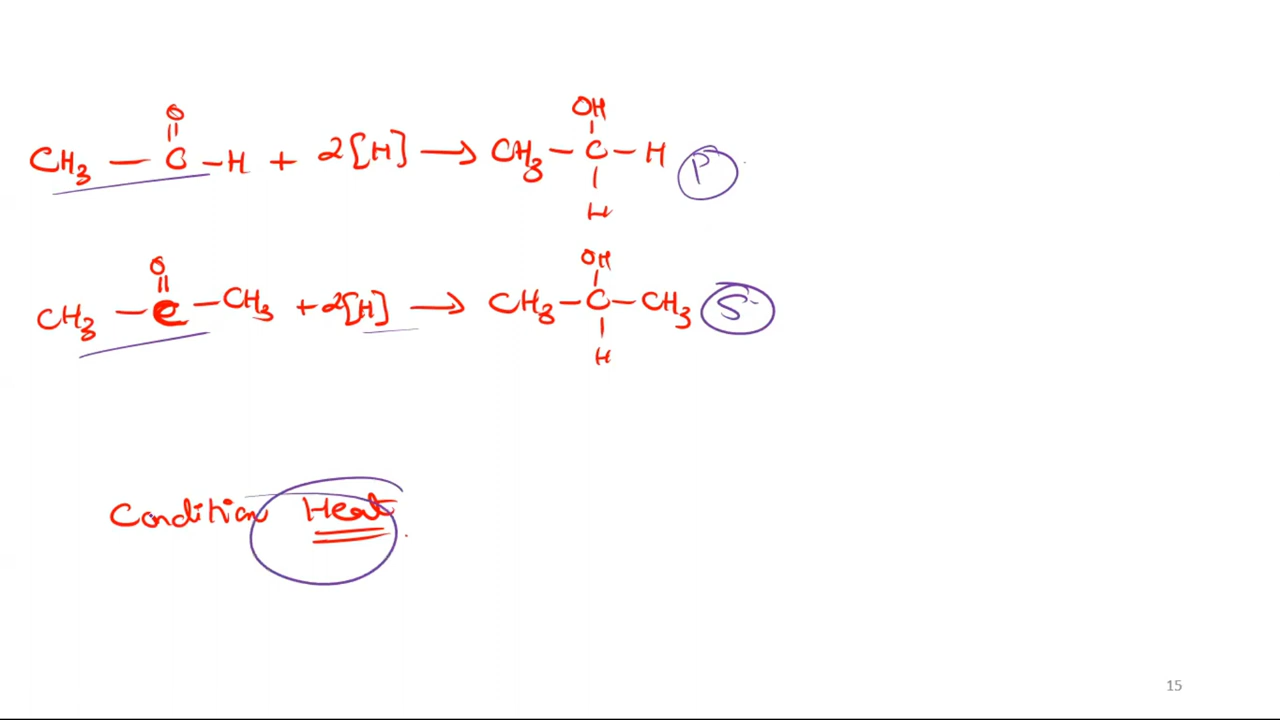 O
||
CH3 — C — H + 2[H] → CH3 — C — H P
OH
|
|
H
O
||
CH3 — C — CH3 + 2[H] → CH3 — C — CH3 S
OH
|
|
H
Condition Heat
15